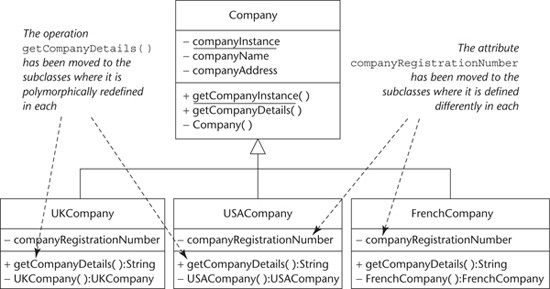 Company
– companyInstance
– companyName
– companyAddress
+ getCompanyInstance( )
+ getCompanyDetails( )
– Company( )
The operation
getCompanyDetails( )
has been moved to the
subclasses where it is
polymorphically redefined
in each
The attribute
companyRegistrationNumber
has been moved to the
subclasses where it is defined
differently in each
UKCompany
– companyRegistrationNumber
+ getCompanyDetails( ):String
– UKCompany( ):UKCompany
USACompany
– companyRegistrationNumber
+ getCompanyDetails( ):String
– USACompany( ):USACompany
FrenchCompany
– companyRegistrationNumber
+ getCompanyDetails( ):String
– FrenchCompany( ):FrenchCompany